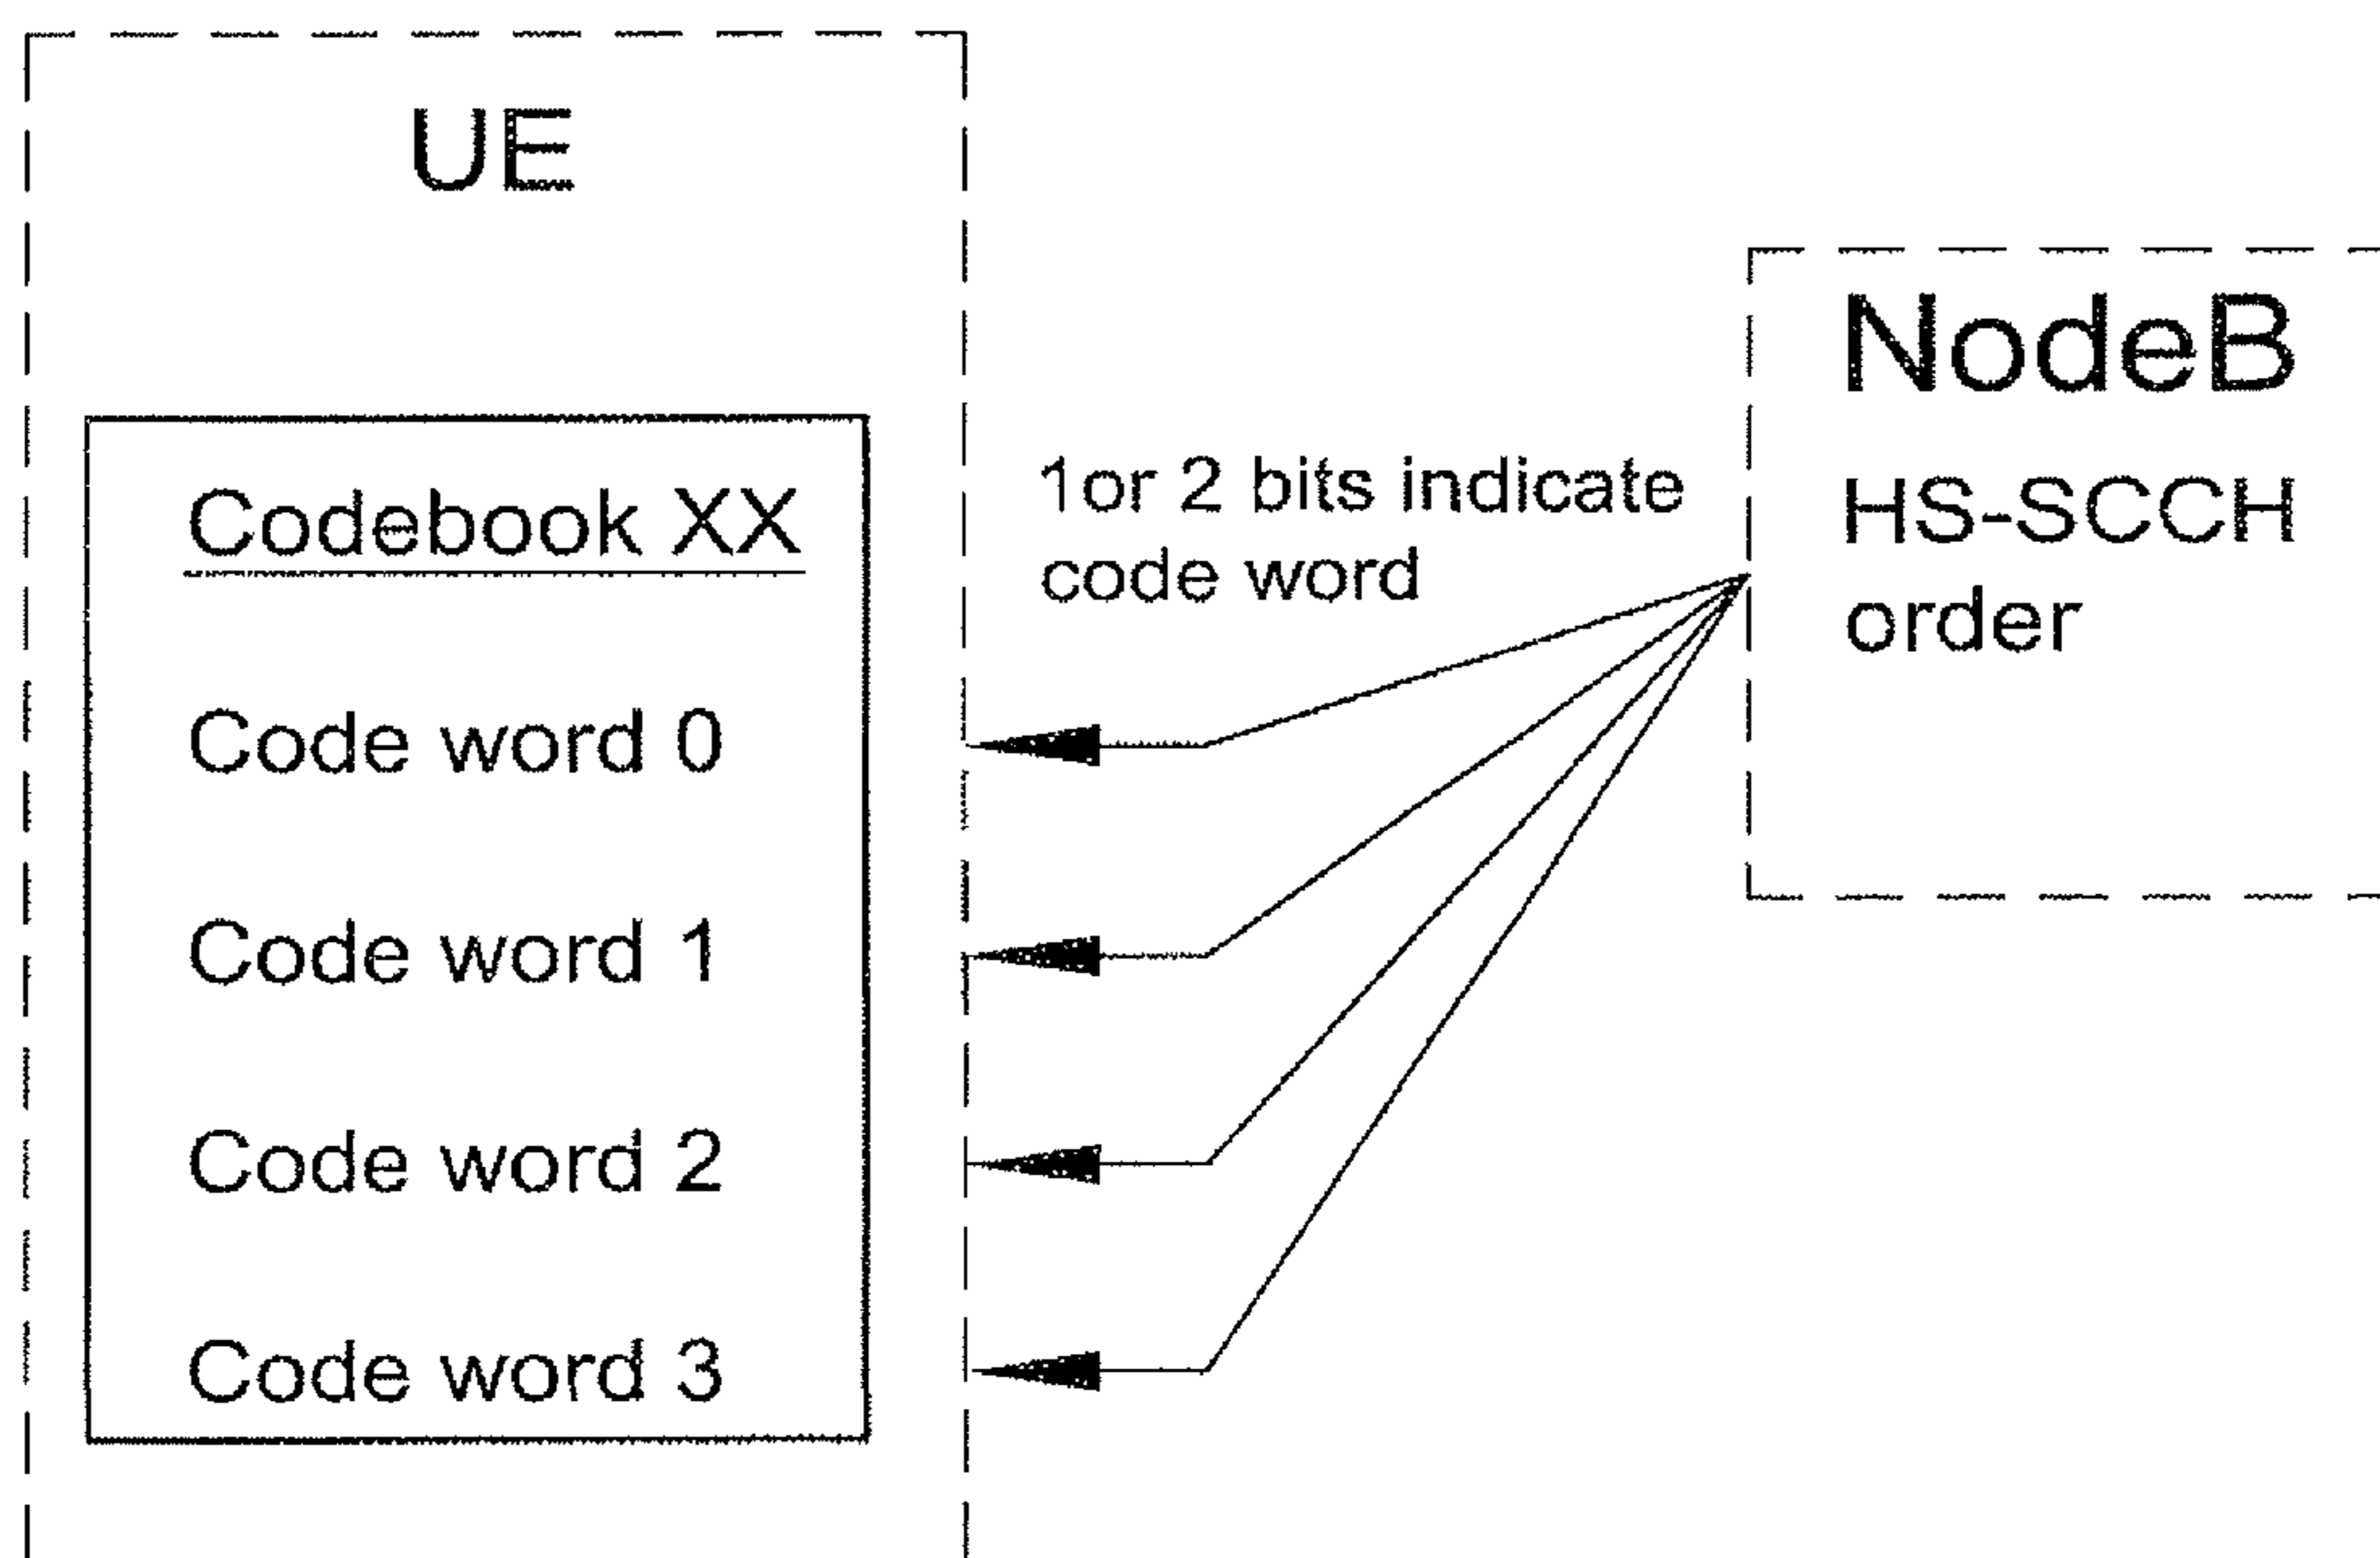 UE
Codebook XX
Code word 0
Code word 1
Code word 2
Code word 3
1or 2 bits indicate
code word
NodeB
HS-SCCH
order